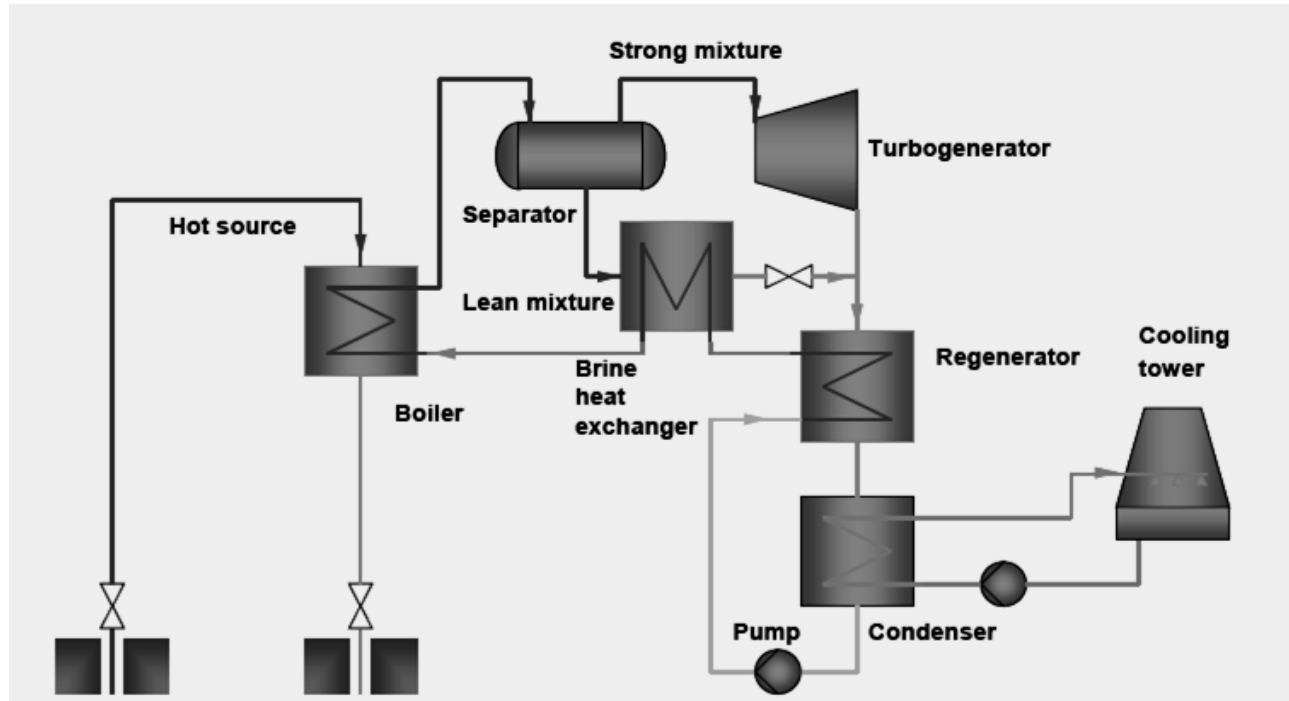 Strong mixture
Turbogenerator
Separator
Hot source
Lean mixture
Cooling
tower
Regenerator
Brine
heat
exchanger
Boiler
Pump
Condenser